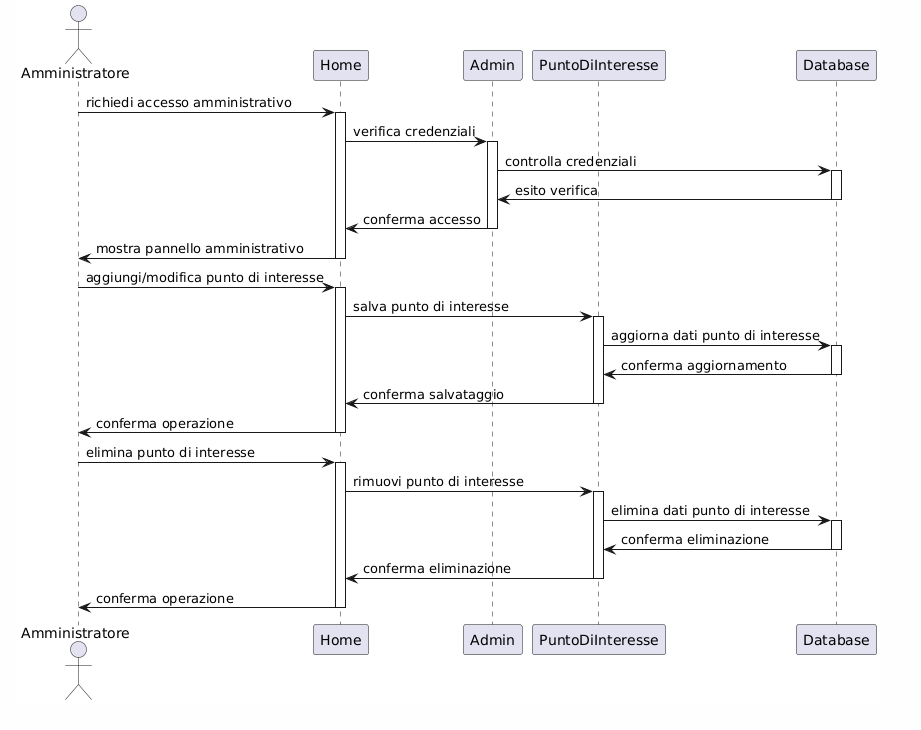 Amministratore
Home
Admin
PuntoDiInteresse
Database
richiedi accesso amministrativo
verifica credenziali
controlla credenziali
esito verifica
conferma accesso
mostra pannello amministrativo
aggiungi/modifica punto di interesse
salva punto di interesse
aggiorna dati punto di interesse
conferma aggiornamento
conferma salvataggio
conferma operazione
elimina punto di interesse
rimuovi punto di interesse
elimina dati punto di interesse
conferma eliminazione
conferma eliminazione
conferma operazione
Amministratore
Home
Admin
PuntoDiInteresse
Database